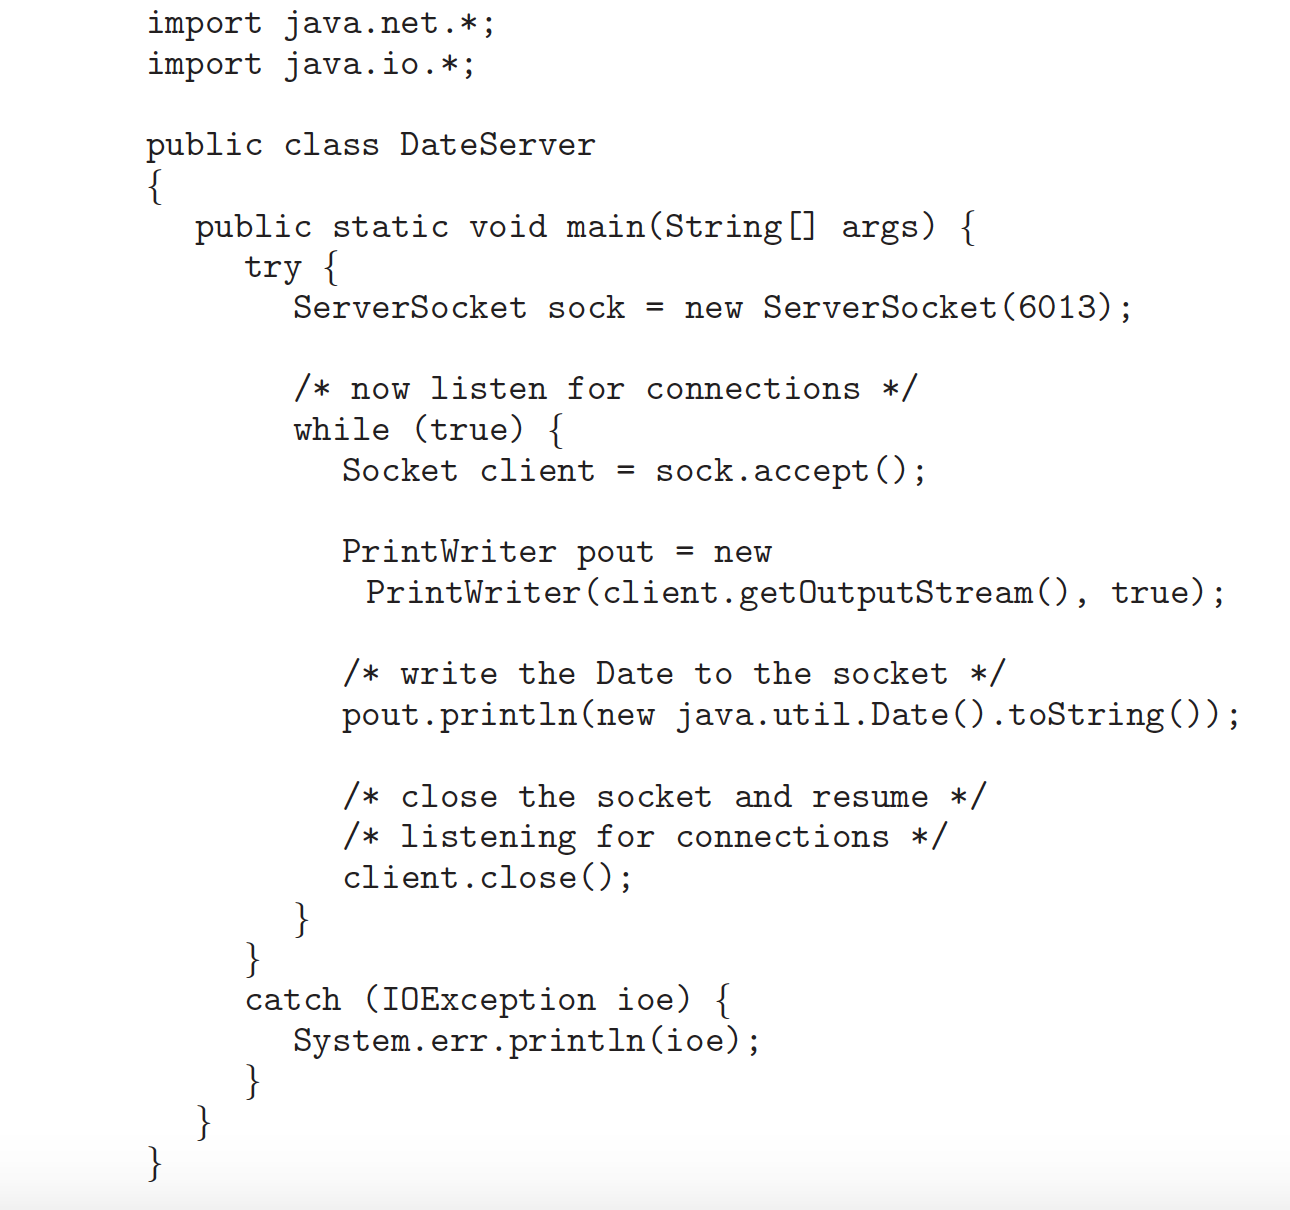 import java.net.*;
import java.io.*;
public class DateServer
{
public static void main(String[] args) {
try {
ServerSocket sock = new ServerSocket(6013);
/* now listen for connections */
while (true) {
Socket client = sock.accept();
PrintWriter pout = new
PrintWriter(client.getOutputStream(), true);
/* write the Date to the socket */
pout.println(new java.util.Date().toString());
/* close the socket and resume */
/* listening for connections */
client.close();
}
}
catch (IOException ioe) {
System.err.println(ioe);
}
}
}